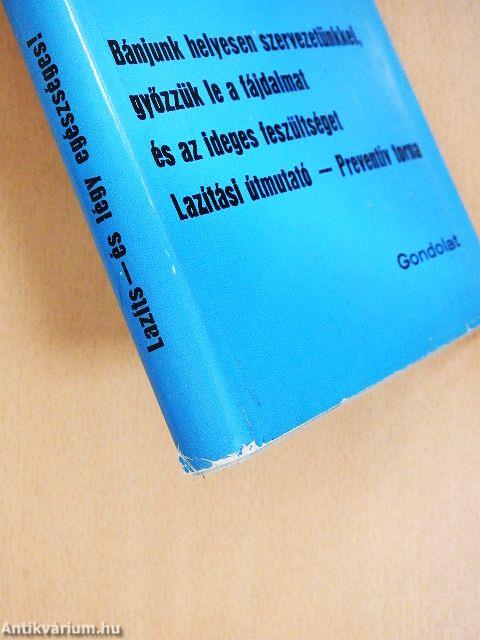 Bánjunk helyesen szervezetünkkel,
győzzük le a fájdalmat
és az ideges feszültséget
Lazítási útmutató — Preventív torna
Gondolat
Lazíts — és légy egészséges!
Antikvárium.hu